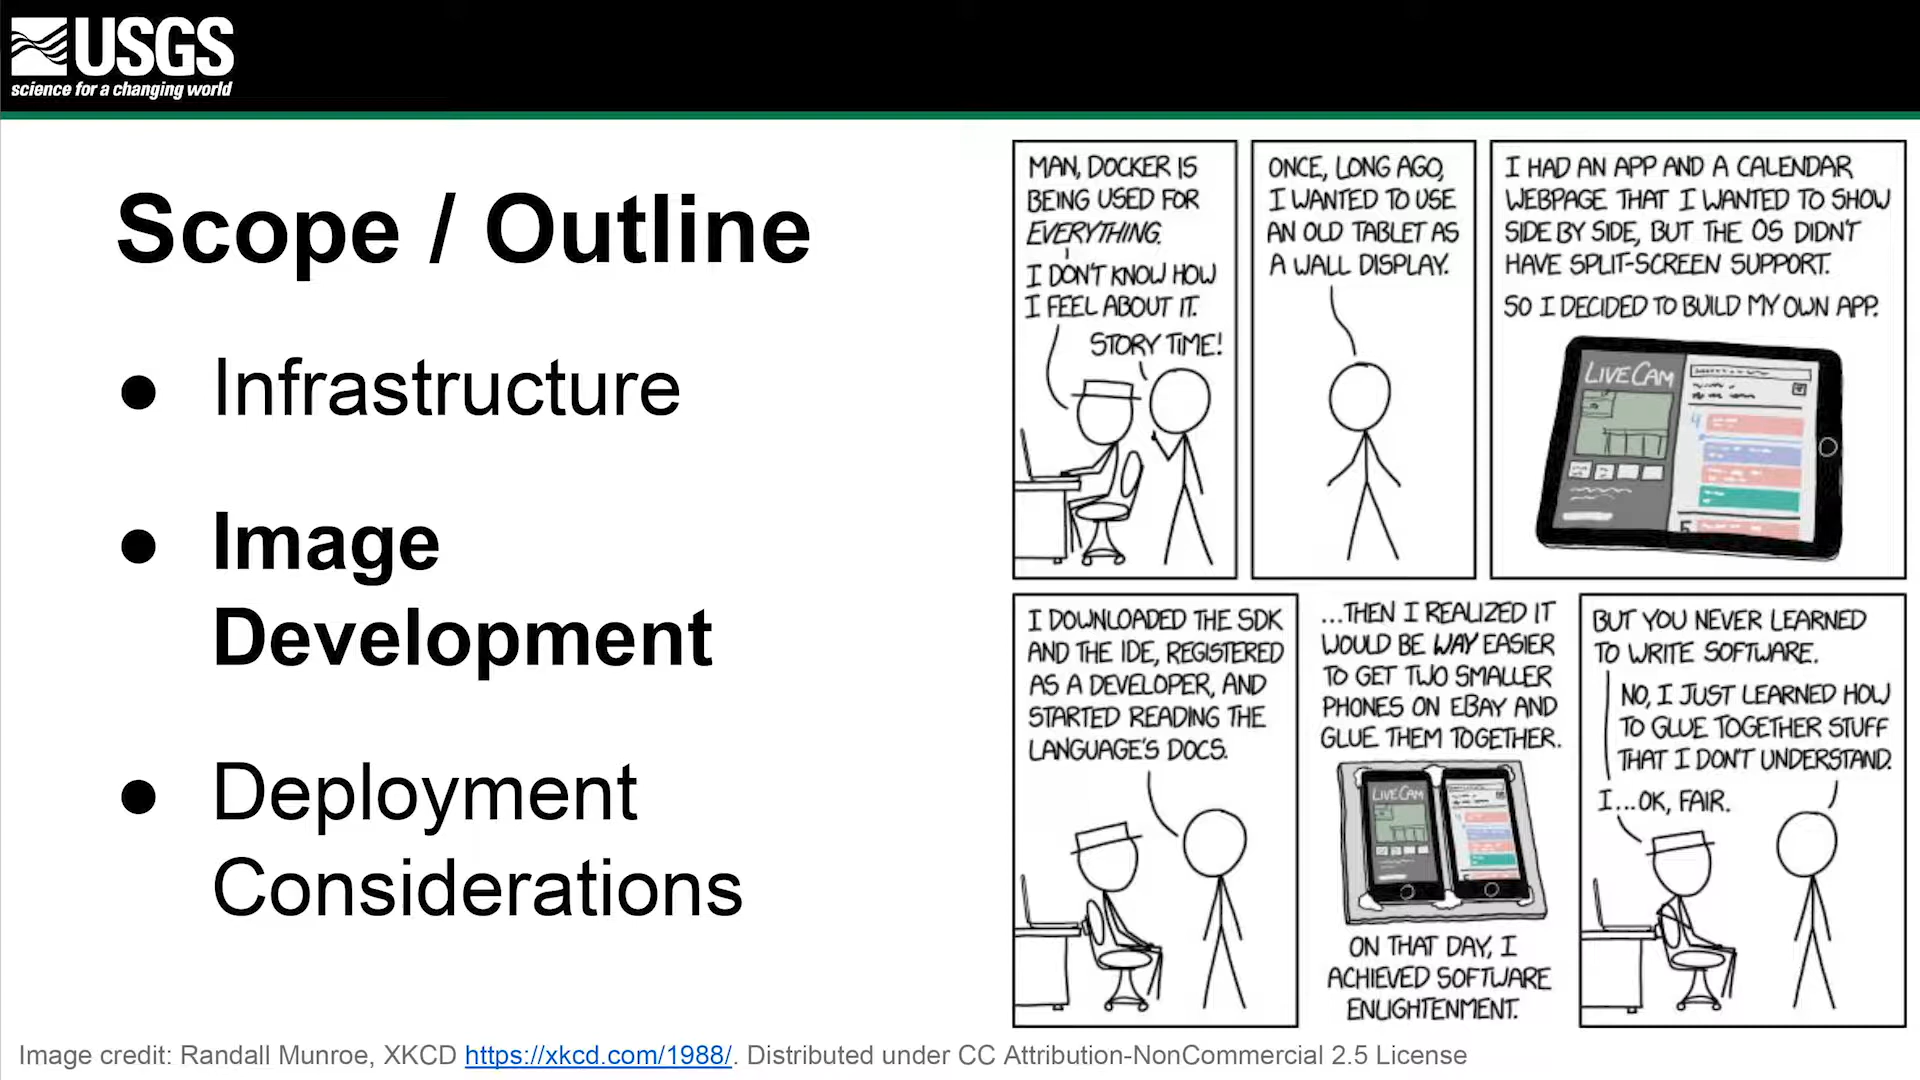 USGS
science for a changing world
Scope / Outline
● Infrastructure
● Image
Development
● Deployment
Considerations
MAN, DOCKER IS
BEING USED FOR
EVERYTHING.
I DON'T KNOW HOW
I FEEL ABOUT IT.
STORY TIME!
ONCE, LONG AGO,
I WANTED TO USE
AN OLD TABLET AS
A WALL DISPLAY.
I HAD AN APP AND A CALENDAR
WEBPAGE THAT I WANTED TO SHOW
SIDE BY SIDE, BUT THE OS DIDN'T
HAVE SPLIT-SCREEN SUPPORT.
SO I DECIDED TO BUILD MY OWN APP.
LIVECAM
4
5
I DOWNLOADED THE SDK
AND THE IDE, REGISTERED
AS A DEVELOPER, AND
STARTED READING THE
LANGUAGE'S DOCS.
...THEN I REALIZED IT
WOULD BE WAY EASIER
TO GET TWO SMALLER
PHONES ON EBAY AND
GLUE THEM TOGETHER.
LIVECAM
ON THAT DAY, I
ACHIEVED SOFTWARE
ENLIGHTENMENT.
BUT YOU NEVER LEARNED
TO WRITE SOFTWARE.
NO, I JUST LEARNED HOW
TO GLUE TOGETHER STUFF
THAT I DON'T UNDERSTAND.
I...OK, FAIR.
Image credit: Randall Munroe, XKCD https://xkcd.com/1988/. Distributed under CC Attribution-NonCommercial 2.5 License